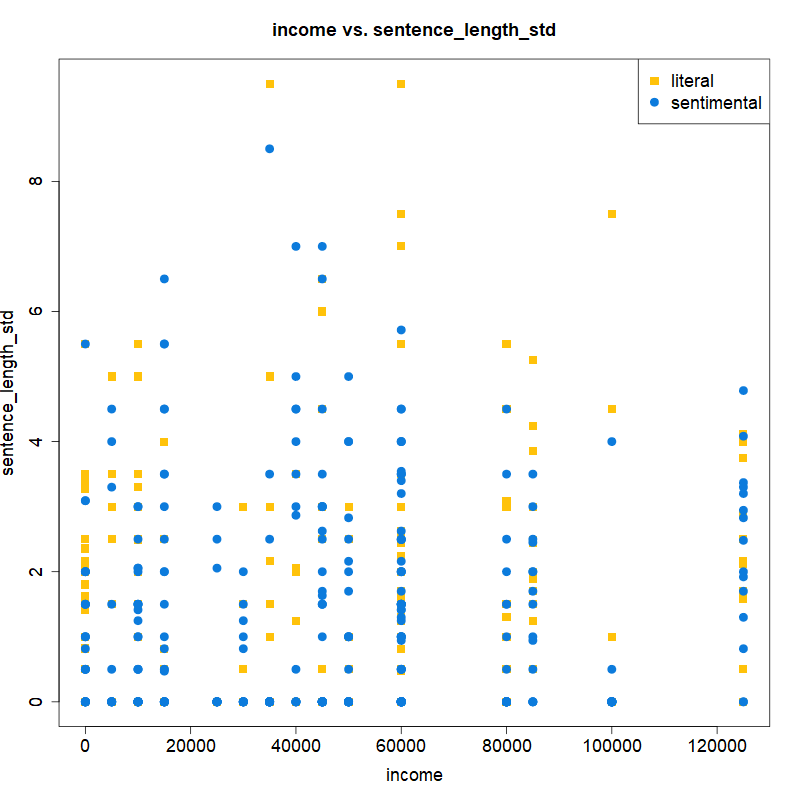 income vs. sentence_length_std
literal
sentimental
8
6
4
2
0
sentence_length_std
0 20000 40000 60000 80000 100000 120000
income